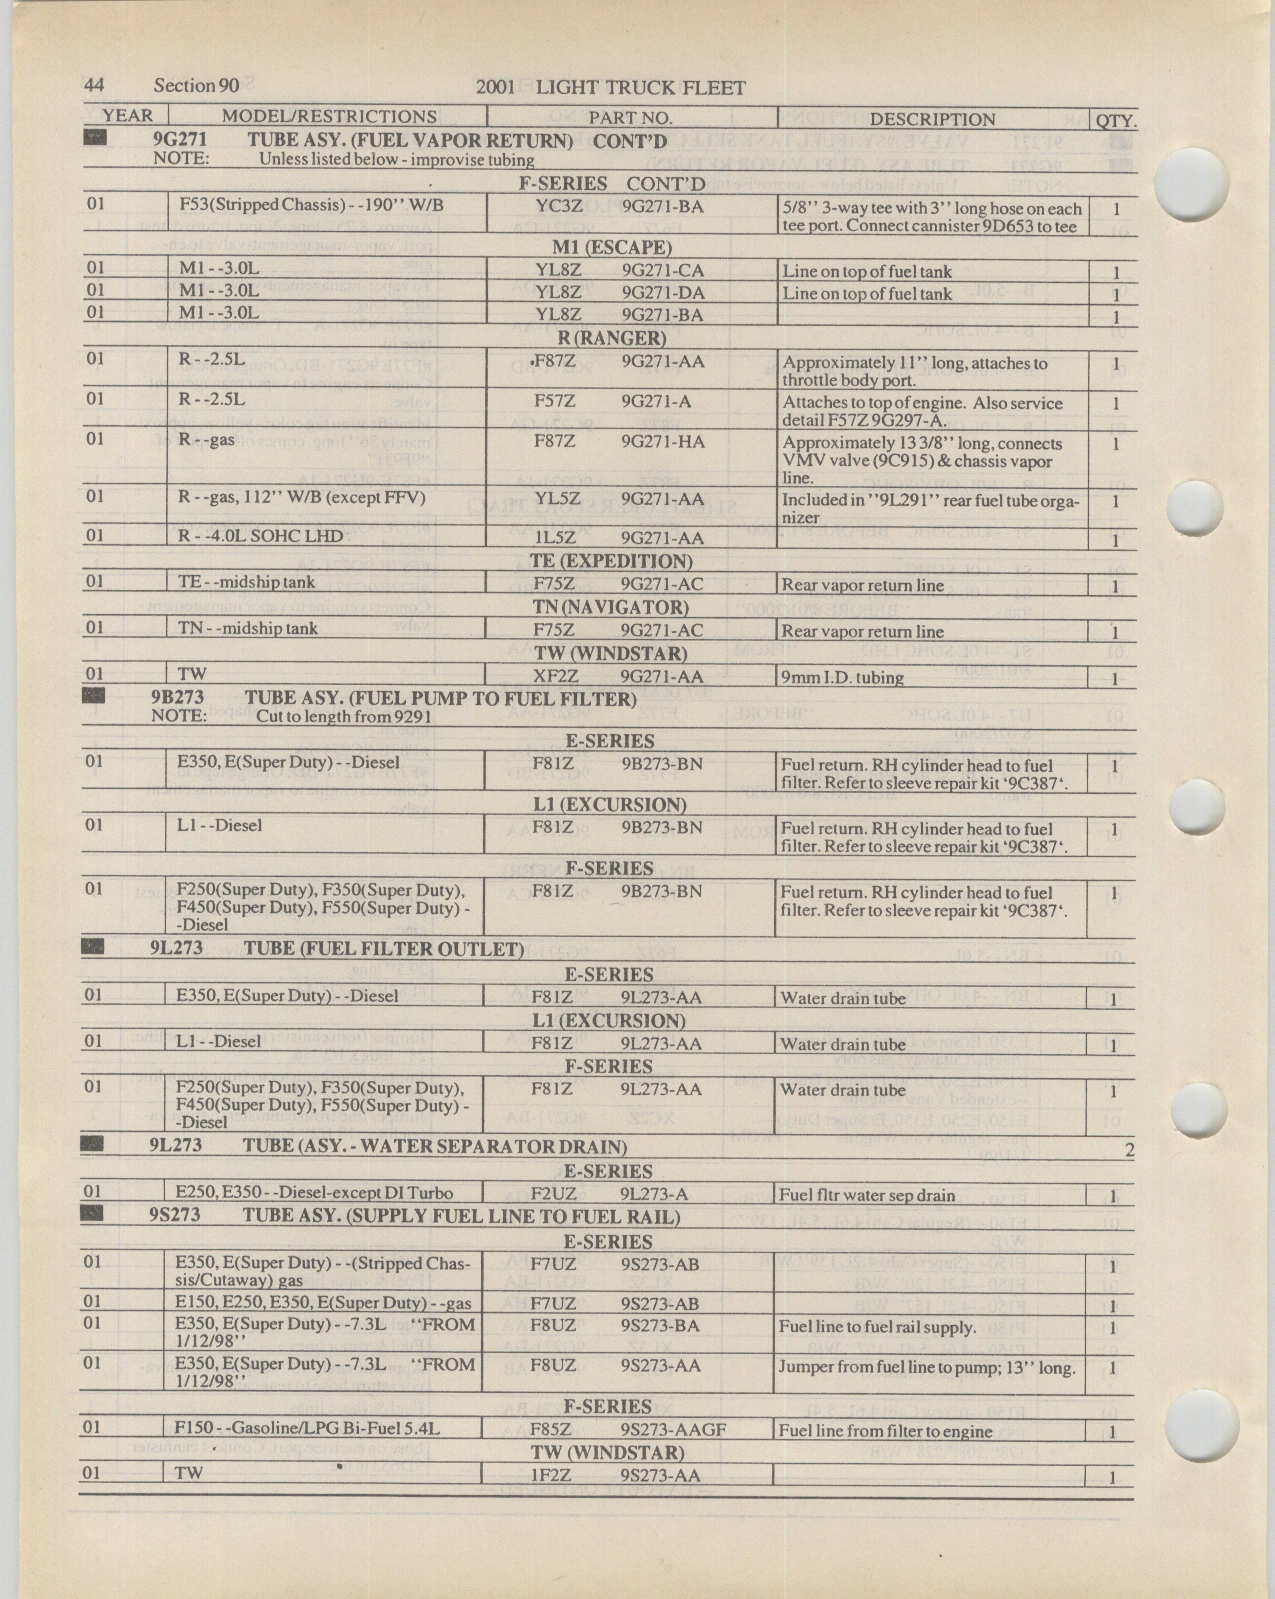 44 Section 90 2001 LIGHT TRUCK FLEET
YEAR MODEL/RESTRICTIONS PART NO. DESCRIPTION QTY.
9G271 TUBE ASY. (FUEL VAPOR RETURN) CONT'D
NOTE: Unless listed below - improvise tubing
F-SERIES CONT'D
01 F53(Stripped Chassis) - -190'' W/B YC3Z 9G271-BA 5/8'' 3-way tee with 3'' long hose on each 1
tee port. Connect cannister 9D653 to tee
M1 (ESCAPE)
01 M1 - -3.0L YL8Z 9G271-CA Line on top of fuel tank 1
01 M1 - -3.0L YL8Z 9G271-DA Line on top of fuel tank 1
01 M1 - -3.0L YL8Z 9G271-BA 1
R (RANGER)
01 R - -2.5L F87Z 9G271-AA Approximately 11'' long, attaches to 1
throttle body port.
01 R - -2.5L F57Z 9G271-A Attaches to top of engine. Also service 1
detail F57Z 9G297-A.
01 R - -gas F87Z 9G271-HA Approximately 13 3/8'' long, connects 1
VMV valve (9C915) & chassis vapor
line.
01 R - -gas, 112'' W/B (except FFV) YL5Z 9G271-AA Included in ''9L291'' rear fuel tube orga- 1
nizer
01 R - -4.0L SOHC LHD 1L5Z 9G271-AA 1
TE (EXPEDITION)
01 TE - -midship tank F75Z 9G271-AC Rear vapor return line 1
TN (NAVIGATOR)
01 TN - -midship tank F75Z 9G271-AC Rear vapor return line 1
TW (WINDSTAR)
01 TW XF2Z 9G271-AA 9mm I.D. tubing 1
9B273 TUBE ASY. (FUEL PUMP TO FUEL FILTER)
NOTE: Cut to length from 9291
E-SERIES
01 E350, E(Super Duty) - -Diesel F81Z 9B273-BN Fuel return. RH cylinder head to fuel 1
filter. Refer to sleeve repair kit ‘9C387‘.
L1 (EXCURSION)
01 L1 - -Diesel F81Z 9B273-BN Fuel return. RH cylinder head to fuel 1
filter. Refer to sleeve repair kit ‘9C387‘.
F-SERIES
01 F250(Super Duty), F350(Super Duty), F81Z 9B273-BN Fuel return. RH cylinder head to fuel 1
F450(Super Duty), F550(Super Duty) - filter. Refer to sleeve repair kit ‘9C387‘.
-Diesel
9L273 TUBE (FUEL FILTER OUTLET)
E-SERIES
01 E350, E(Super Duty) - -Diesel F81Z 9L273-AA Water drain tube 1
L1 (EXCURSION)
01 L1 - -Diesel F81Z 9L273-AA Water drain tube 1
F-SERIES
01 F250(Super Duty), F350(Super Duty), F81Z 9L273-AA Water drain tube 1
F450(Super Duty), F550(Super Duty) -
-Diesel
9L273 TUBE (ASY. - WATER SEPARATOR DRAIN) 2
E-SERIES
01 E250, E350 - -Diesel-except DI Turbo F2UZ 9L273-A Fuel fltr water sep drain 1
9S273 TUBE ASY. (SUPPLY FUEL LINE TO FUEL RAIL)
E-SERIES
01 E350, E(Super Duty) - -(Stripped Chas- F7UZ 9S273-AB 1
sis/Cutaway) gas
01 E150, E250, E350, E(Super Duty) - -gas F7UZ 9S273-AB 1
01 E350, E(Super Duty) - -7.3L ‘‘FROM F8UZ 9S273-BA Fuel line to fuel rail supply. 1
1/12/98’’
01 E350, E(Super Duty) - -7.3L ‘‘FROM F8UZ 9S273-AA Jumper from fuel line to pump; 13'' long. 1
1/12/98’’
F-SERIES
01 F150 - -Gasoline/LPG Bi-Fuel 5.4L F85Z 9S273-AAGF Fuel line from filter to engine 1
TW (WINDSTAR)
01 TW 1F2Z 9S273-AA 1